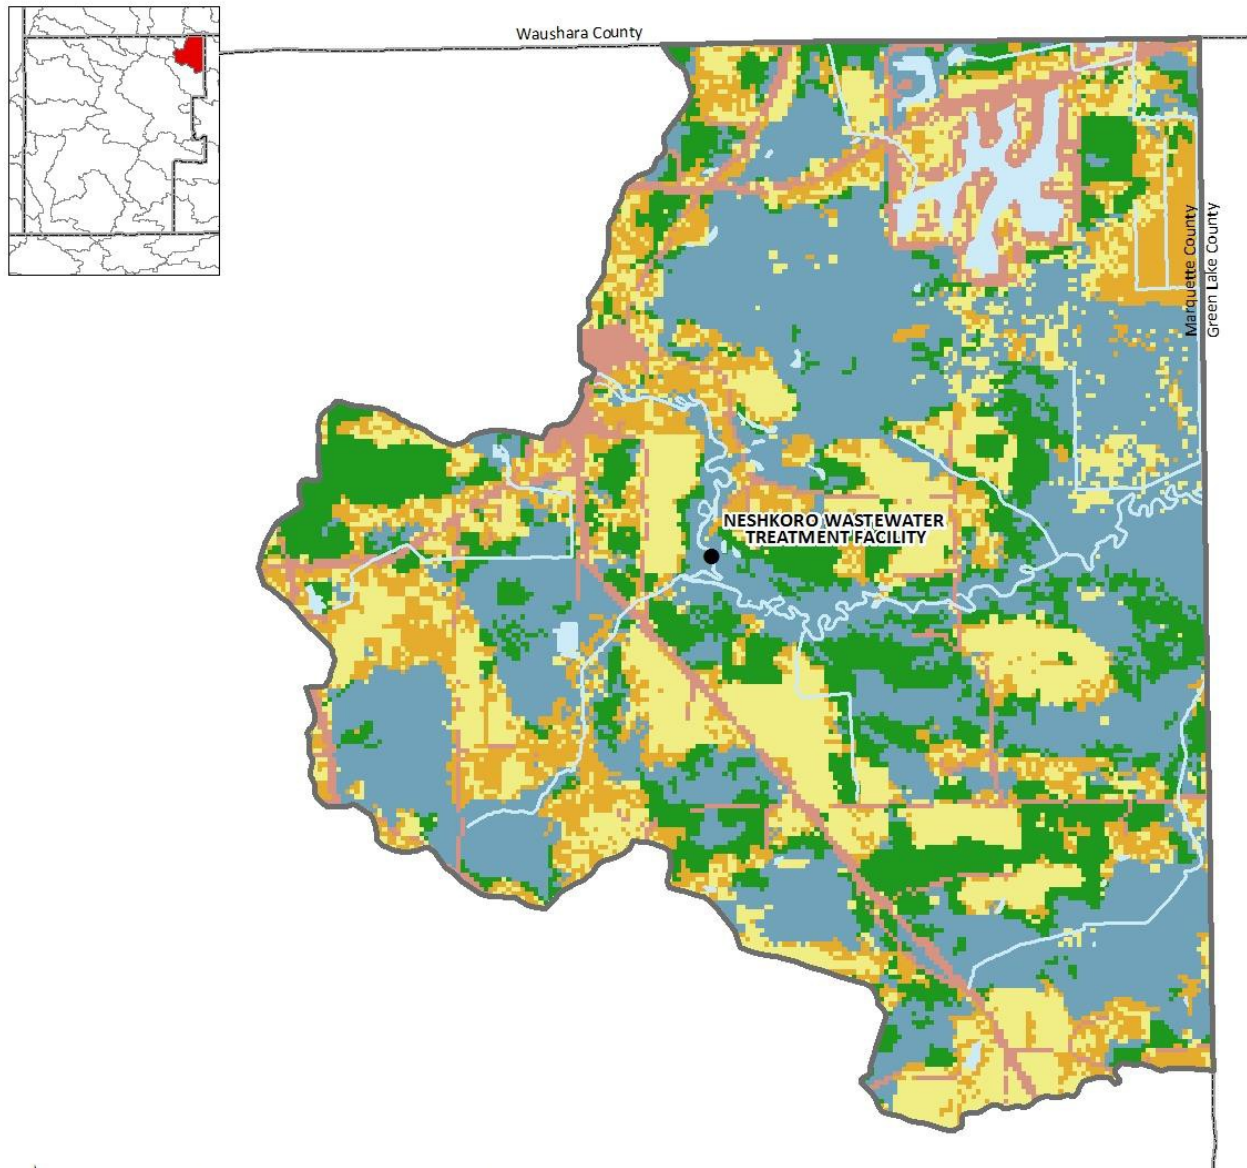 Waushara County
Marquette County
Green Lake County
NESHKORO WASTEWATER
TREATMENT FACILITY